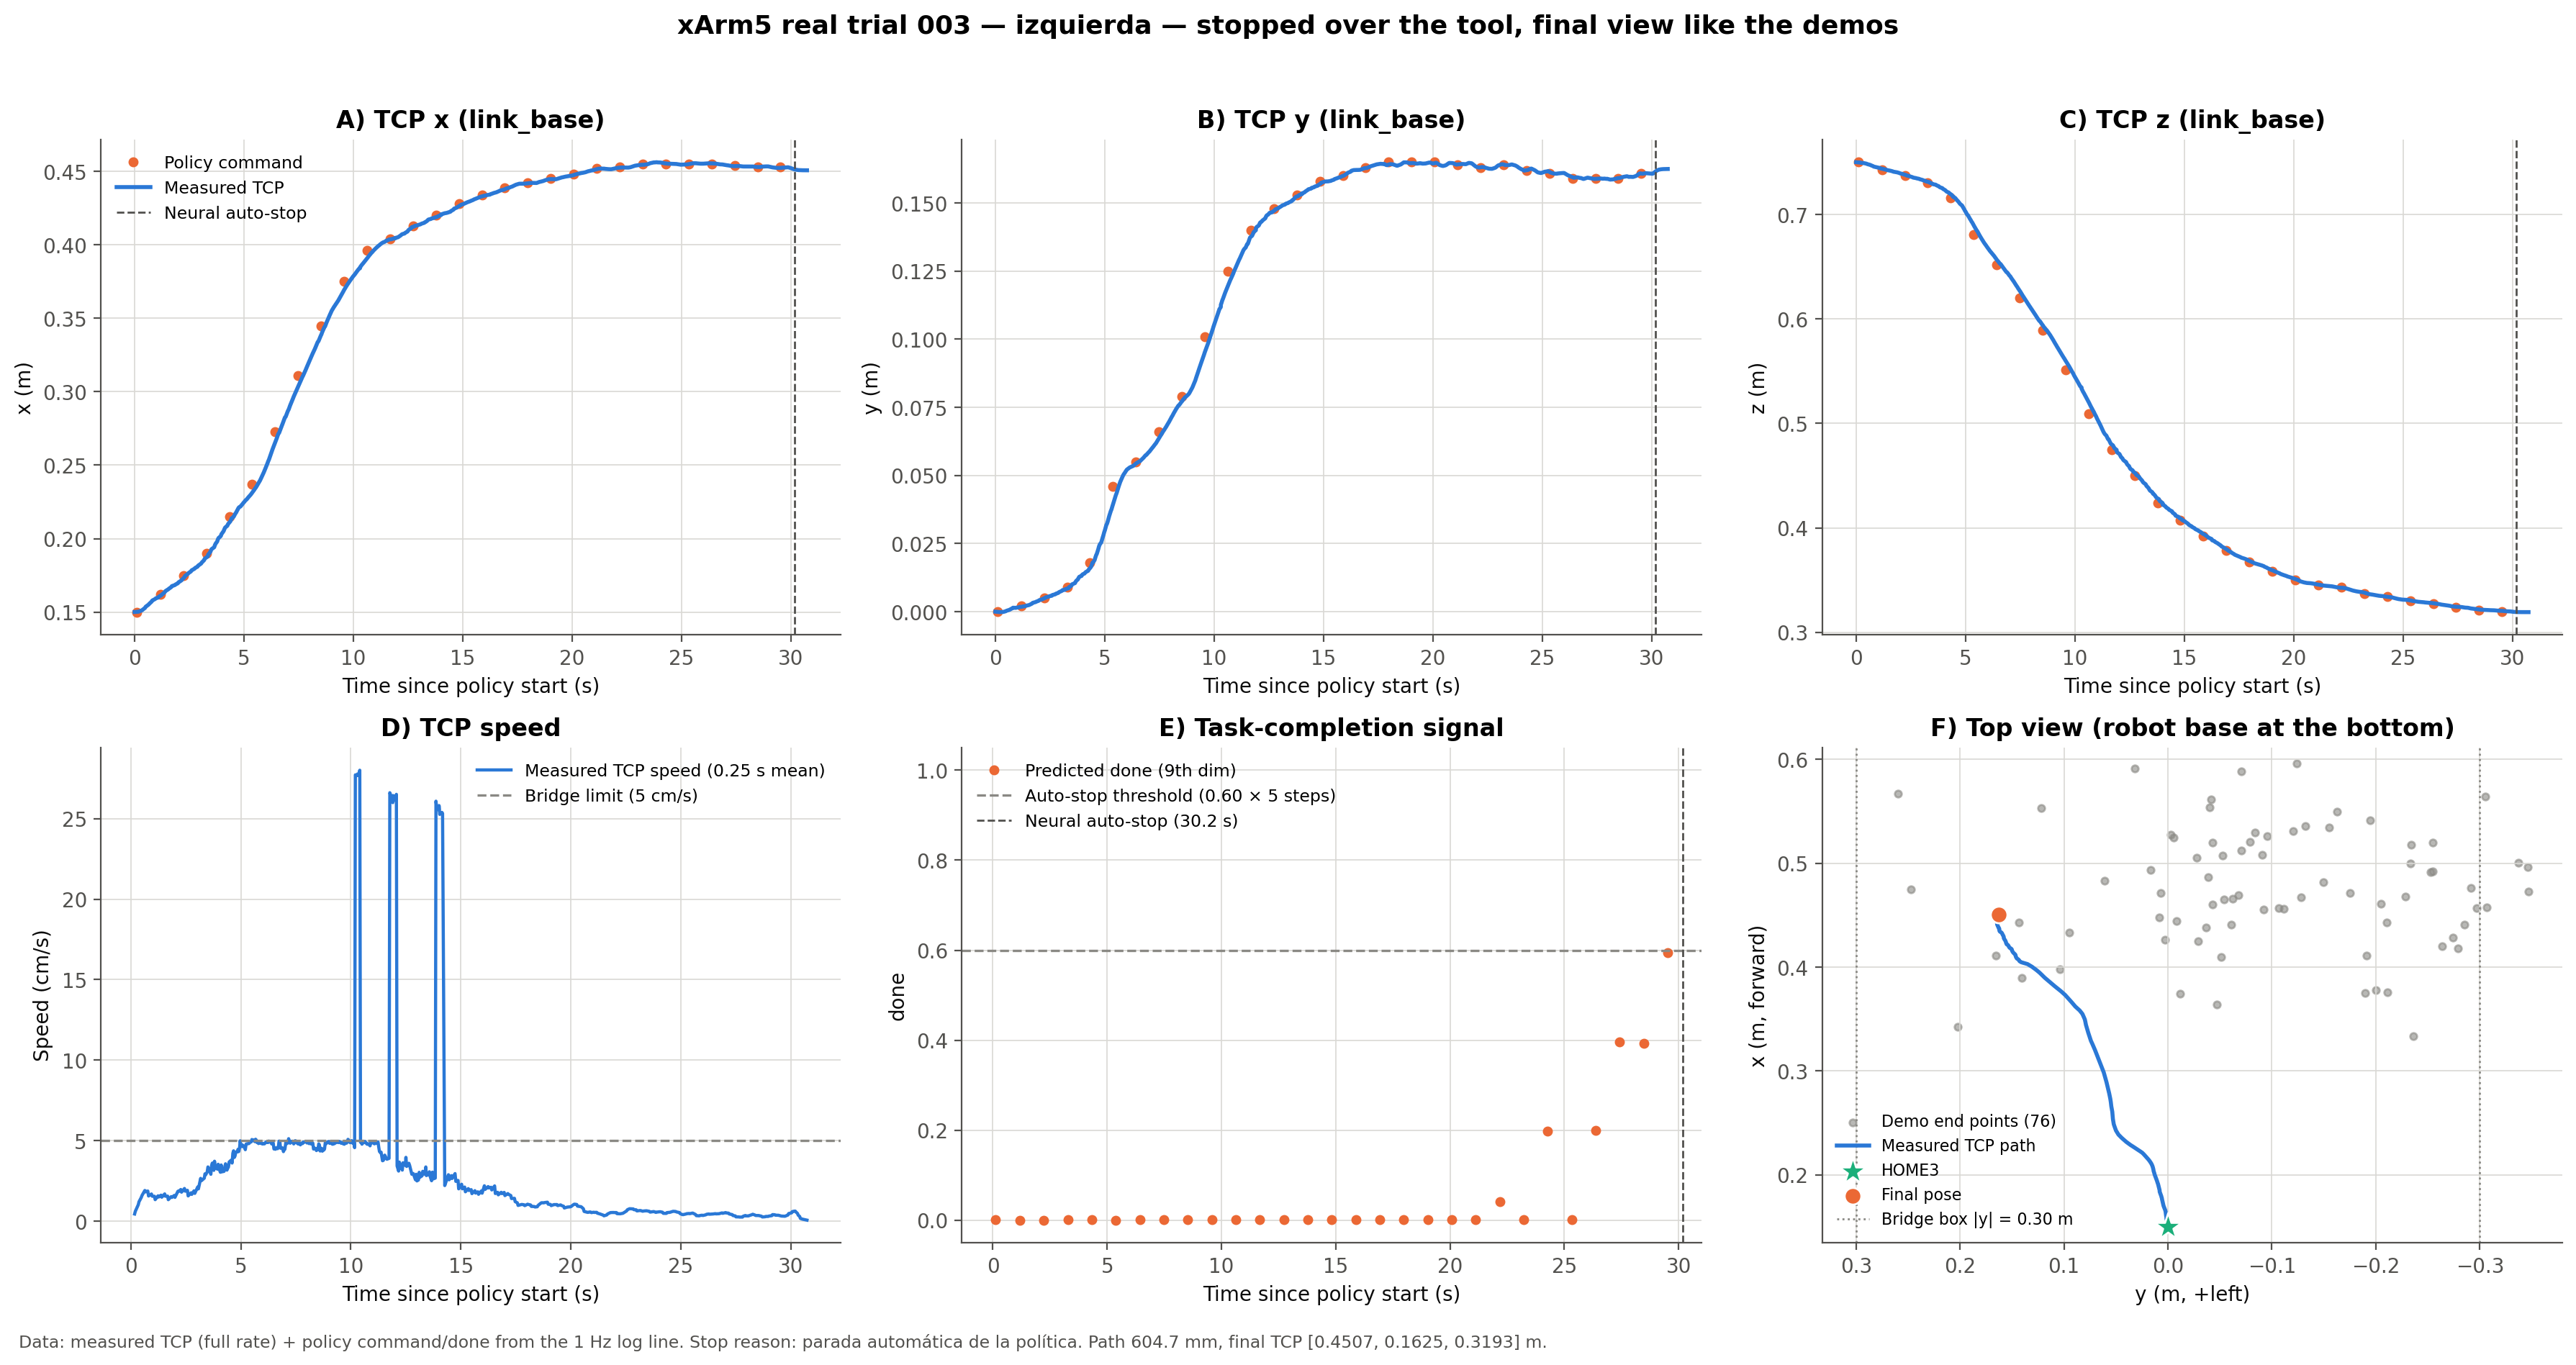 xArm5 real trial 003 — izquierda — stopped over the tool, final view like the demos
A) TCP x (link_base)
Policy command
Measured TCP
Neural auto-stop
x (m)
0.45
0.40
0.35
0.30
0.25
0.20
0.15
0 5 10 15 20 25 30
Time since policy start (s)
B) TCP y (link_base)
y (m)
0.150
0.125
0.100
0.075
0.050
0.025
0.000
0 5 10 15 20 25 30
Time since policy start (s)
C) TCP z (link_base)
z (m)
0.7
0.6
0.5
0.4
0.3
0 5 10 15 20 25 30
Time since policy start (s)
D) TCP speed
Measured TCP speed (0.25 s mean)
Bridge limit (5 cm/s)
Speed (cm/s)
25
20
15
10
5
0
0 5 10 15 20 25 30
Time since policy start (s)
E) Task-completion signal
Predicted done (9th dim)
Auto-stop threshold (0.60 × 5 steps)
Neural auto-stop (30.2 s)
done
1.0
0.8
0.6
0.4
0.2
0.0
0 5 10 15 20 25 30
Time since policy start (s)
F) Top view (robot base at the bottom)
x (m, forward)
0.6
0.5
0.4
0.3
0.2
Demo end points (76)
Measured TCP path
HOME3
Final pose
Bridge box |y| = 0.30 m
0.3 0.2 0.1 0.0 −0.1 −0.2 −0.3
y (m, +left)
Data: measured TCP (full rate) + policy command/done from the 1 Hz log line. Stop reason: parada automática de la política. Path 604.7 mm, final TCP [0.4507, 0.1625, 0.3193] m.